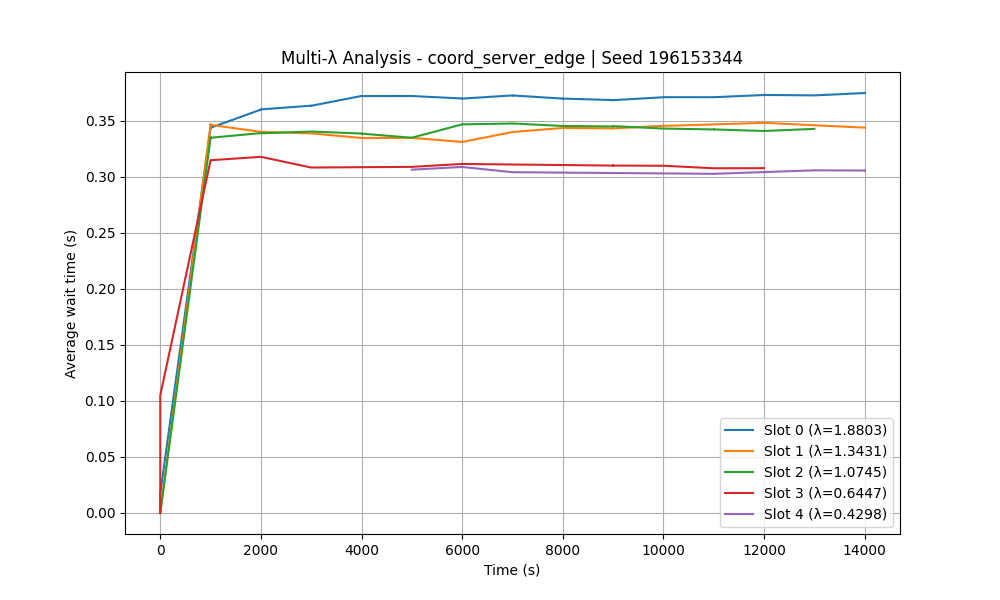 Multi-λ Analysis - coord_server_edge | Seed 196153344
Average wait time (s)
0.35
0.30
0.25
0.20
0.15
0.10
0.05
0.00
Slot 0 (λ=1.8803)
Slot 1 (λ=1.3431)
Slot 2 (λ=1.0745)
Slot 3 (λ=0.6447)
Slot 4 (λ=0.4298)
0 2000 4000 6000 8000 10000 12000 14000
Time (s)